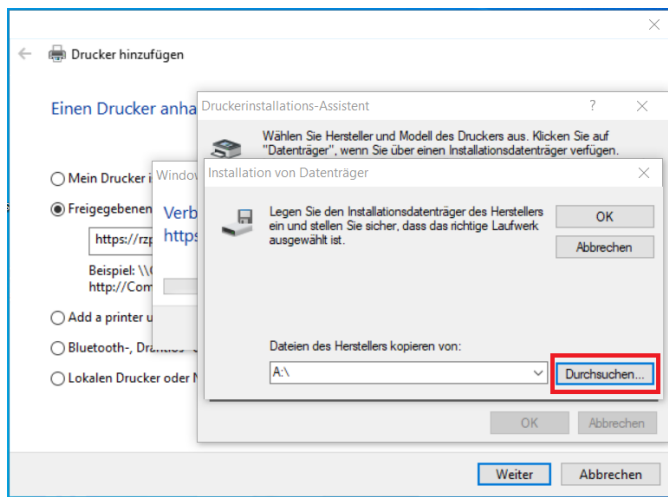 Drucker hinzufügen
Einen Drucker anha
Druckerinstallations-Assistent
?
Wählen Sie Hersteller und Modell des Druckers aus. Klicken Sie auf
"Datenträger", wenn Sie über einen Installationsdatenträger verfügen.
Mein Drucker i
Window
Installation von Datenträger
Freigegebenen
Verb
https
https://rzp
Beispiel: \\C
http://Com
Legen Sie den Installationsdatenträger des Herstellers
ein und stellen Sie sicher, dass das richtige Laufwerk
ausgewählt ist.
OK
Abbrechen
Add a printer u
Bluetooth-, Drahtlos-
Lokalen Drucker oder N
Dateien des Herstellers kopieren von:
A:\
Durchsuchen...
OK
Abbrechen
Weiter
Abbrechen